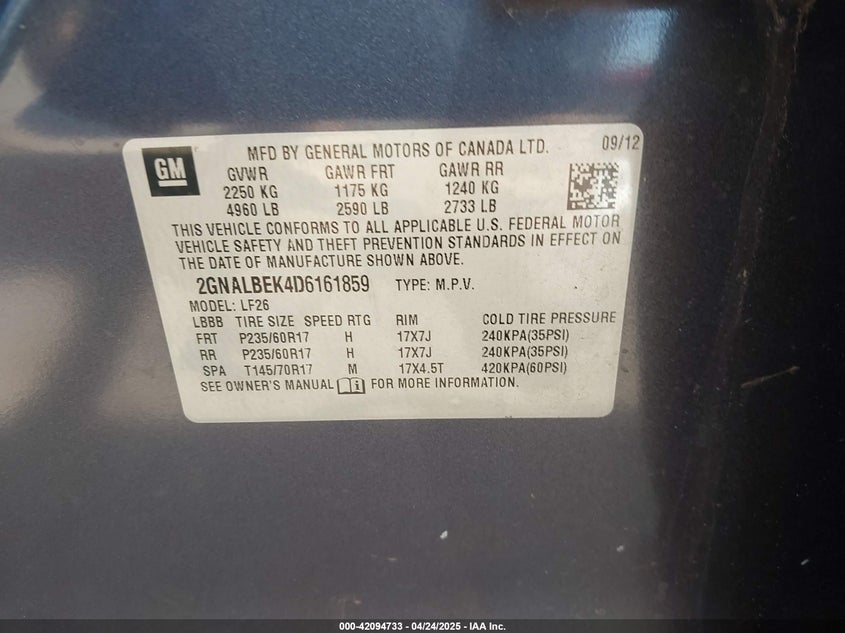 GM
MFD BY GENERAL MOTORS OF CANADA LTD. 09/12
GVWR GAWR FRT GAWR RR
2250 KG 1175 KG 1240 KG
4960 LB 2590 LB 2733 LB
THIS VEHICLE CONFORMS TO ALL APPLICABLE U.S. FEDERAL MOTOR
VEHICLE SAFETY AND THEFT PREVENTION STANDARDS IN EFFECT ON
THE DATE OF MANUFACTURE SHOWN ABOVE.
2GNALBEK4D6161859 TYPE: M.P.V.
MODEL: LF26
LBBB TIRE SIZE SPEED RTG RIM COLD TIRE PRESSURE
FRT P235/60R17 H 17X7J 240KPA(35PSI)
RR P235/60R17 H 17X7J 240KPA(35PSI)
SPA T145/70R17 M 17X4.5T 420KPA(60PSI)
SEE OWNER'S MANUAL FOR MORE INFORMATION.
000-42094733 - 04/24/2025 - IAA Inc.